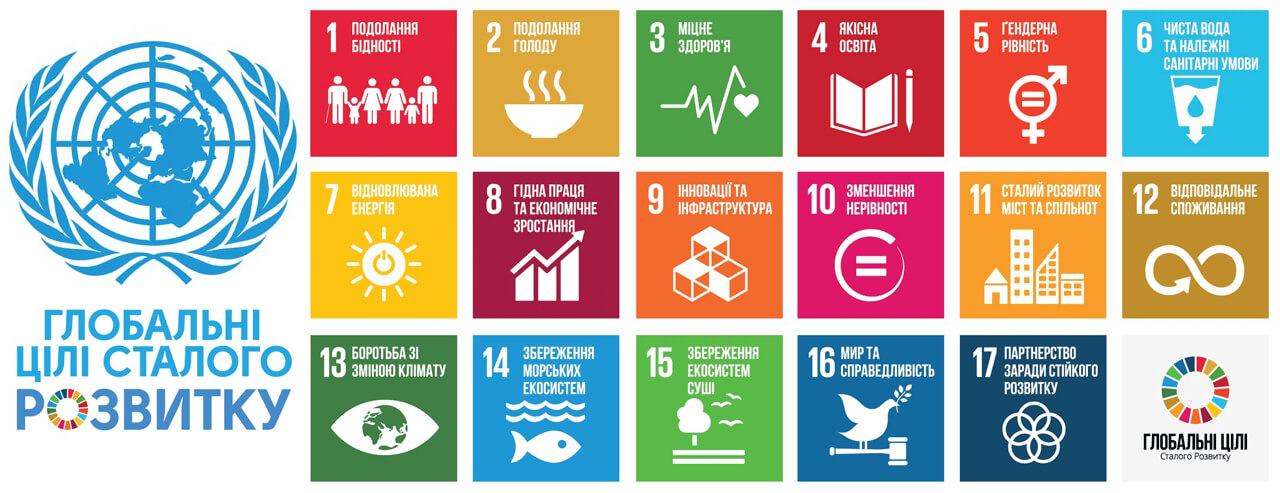 ГЛОБАЛЬНІ
ЦІЛІ СТАЛОГО
РОЗВИТКУ
1 ПОДОЛАННЯ
БІДНОСТІ
2 ПОДОЛАННЯ
ГОЛОДУ
3 МІЦНЕ
ЗДОРОВ'Я
4 ЯКІСНА
ОСВІТА
5 ҐЕНДЕРНА
РІВНІСТЬ
6 ЧИСТА ВОДА
ТА НАЛЕЖНІ
САНІТАРНІ УМОВИ
7 ВІДНОВЛЮВАНА
ЕНЕРГІЯ
8 ГІДНА ПРАЦЯ
ТА ЕКОНОМІЧНЕ
ЗРОСТАННЯ
9 ІННОВАЦІЇ ТА
ІНФРАСТРУКТУРА
10 ЗМЕНШЕННЯ
НЕРІВНОСТІ
11 СТАЛИЙ РОЗВИТОК
МІСТ ТА СПІЛЬНОТ
12 ВІДПОВІДАЛЬНЕ
СПОЖИВАННЯ
13 БОРОТЬБА ЗІ
ЗМІНОЮ КЛІМАТУ
14 ЗБЕРЕЖЕННЯ
МОРСЬКИХ
ЕКОСИСТЕМ
15 ЗБЕРЕЖЕННЯ
ЕКОСИСТЕМ
СУШІ
16 МИР ТА
СПРАВЕДЛИВІСТЬ
17 ПАРТНЕРСТВО
ЗАРАДИ СТІЙКОГО
РОЗВИТКУ
ГЛОБАЛЬНІ ЦІЛІ
Сталого Розвитку